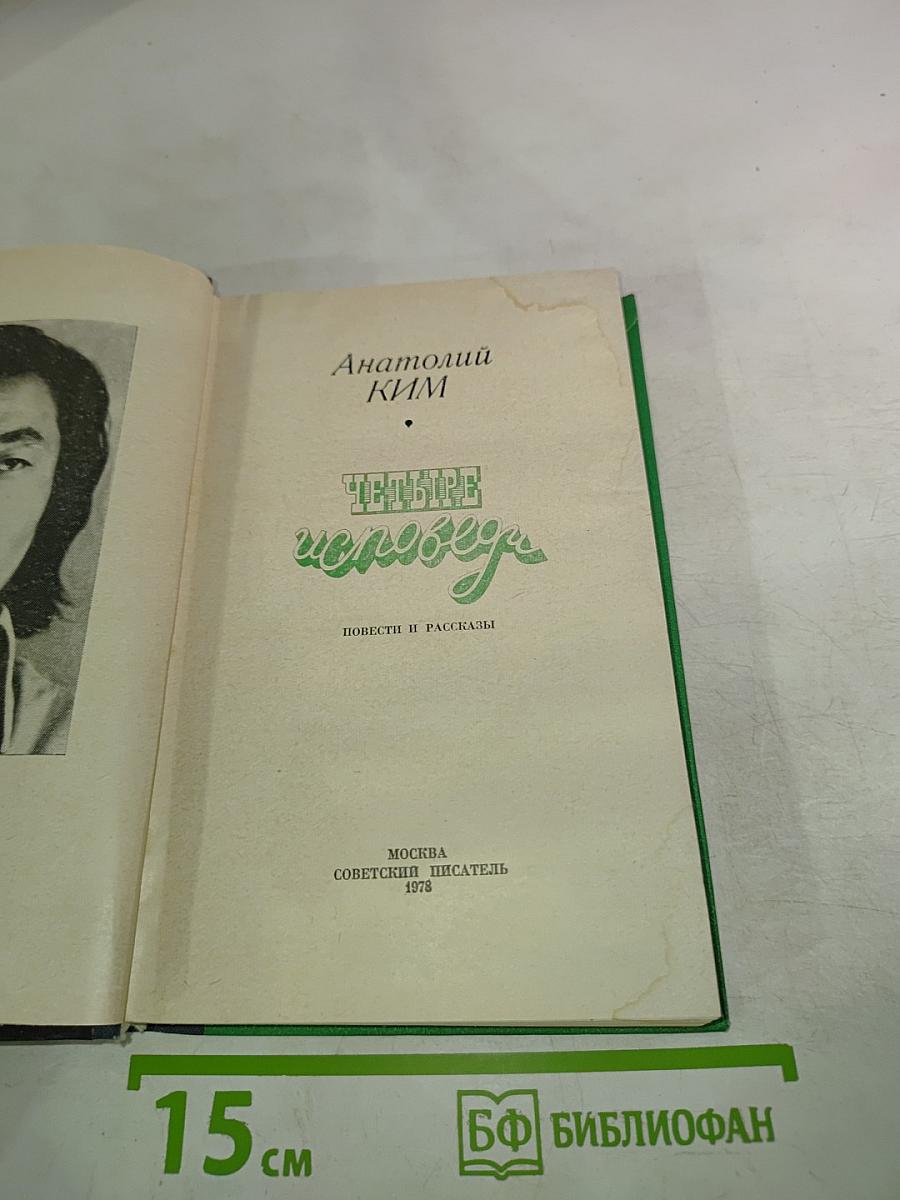 Анатолий
КИМ
ЧЕТЫРЕ
исповеди
ПОВЕСТИ И РАССКАЗЫ
МОСКВА
СОВЕТСКИЙ ПИСАТЕЛЬ
1978
15 см
БФ БИБЛИОФАН